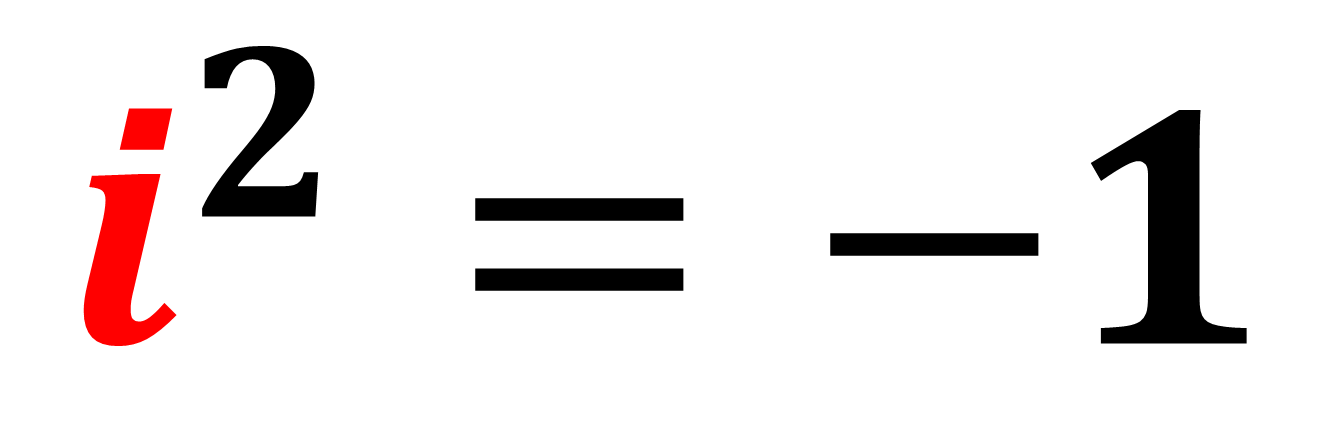 i² = −1